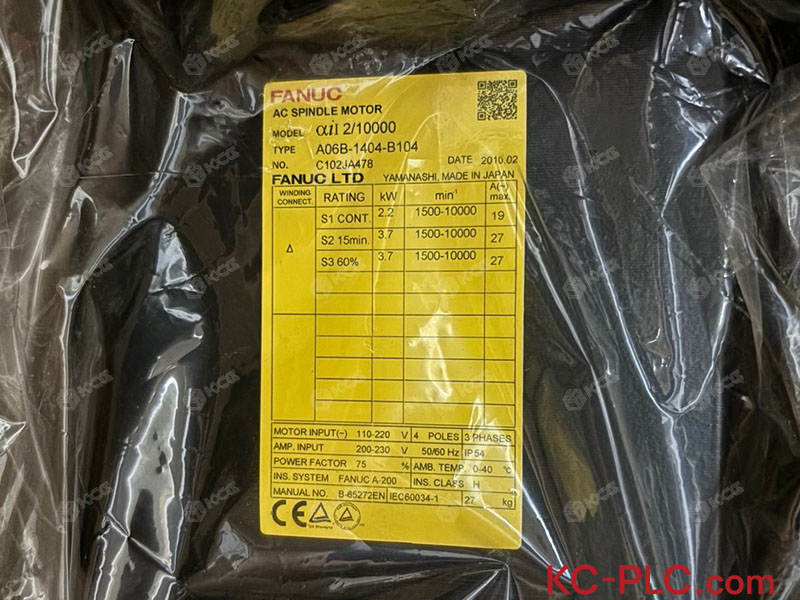 FANUC
AC SPINDLE MOTOR
MODEL αiI 2/10000
TYPE A06B-1404-B104
NO. C102JA478 DATE 2010.02
FANUC LTD YAMANASHI, MADE IN JAPAN
WINDING CONNECT. RATING kW min⁻¹ A(~) max.
Δ
S1 CONT. 2.2 1500-10000 19
S2 15min. 3.7 1500-10000 27
S3 60% 3.7 1500-10000 27
MOTOR INPUT(~) 110-220 V 4 POLES 3 PHASES
AMP. INPUT 200-230 V 50/60 Hz IP54
POWER FACTOR 75 % AMB. TEMP. 0-40 ℃
INS. SYSTEM FANUC A-200 INS. CLASS H
MANUAL NO. B-65272EN IEC60034-1 27 kg
CE
KCCG
KC-PLC.com